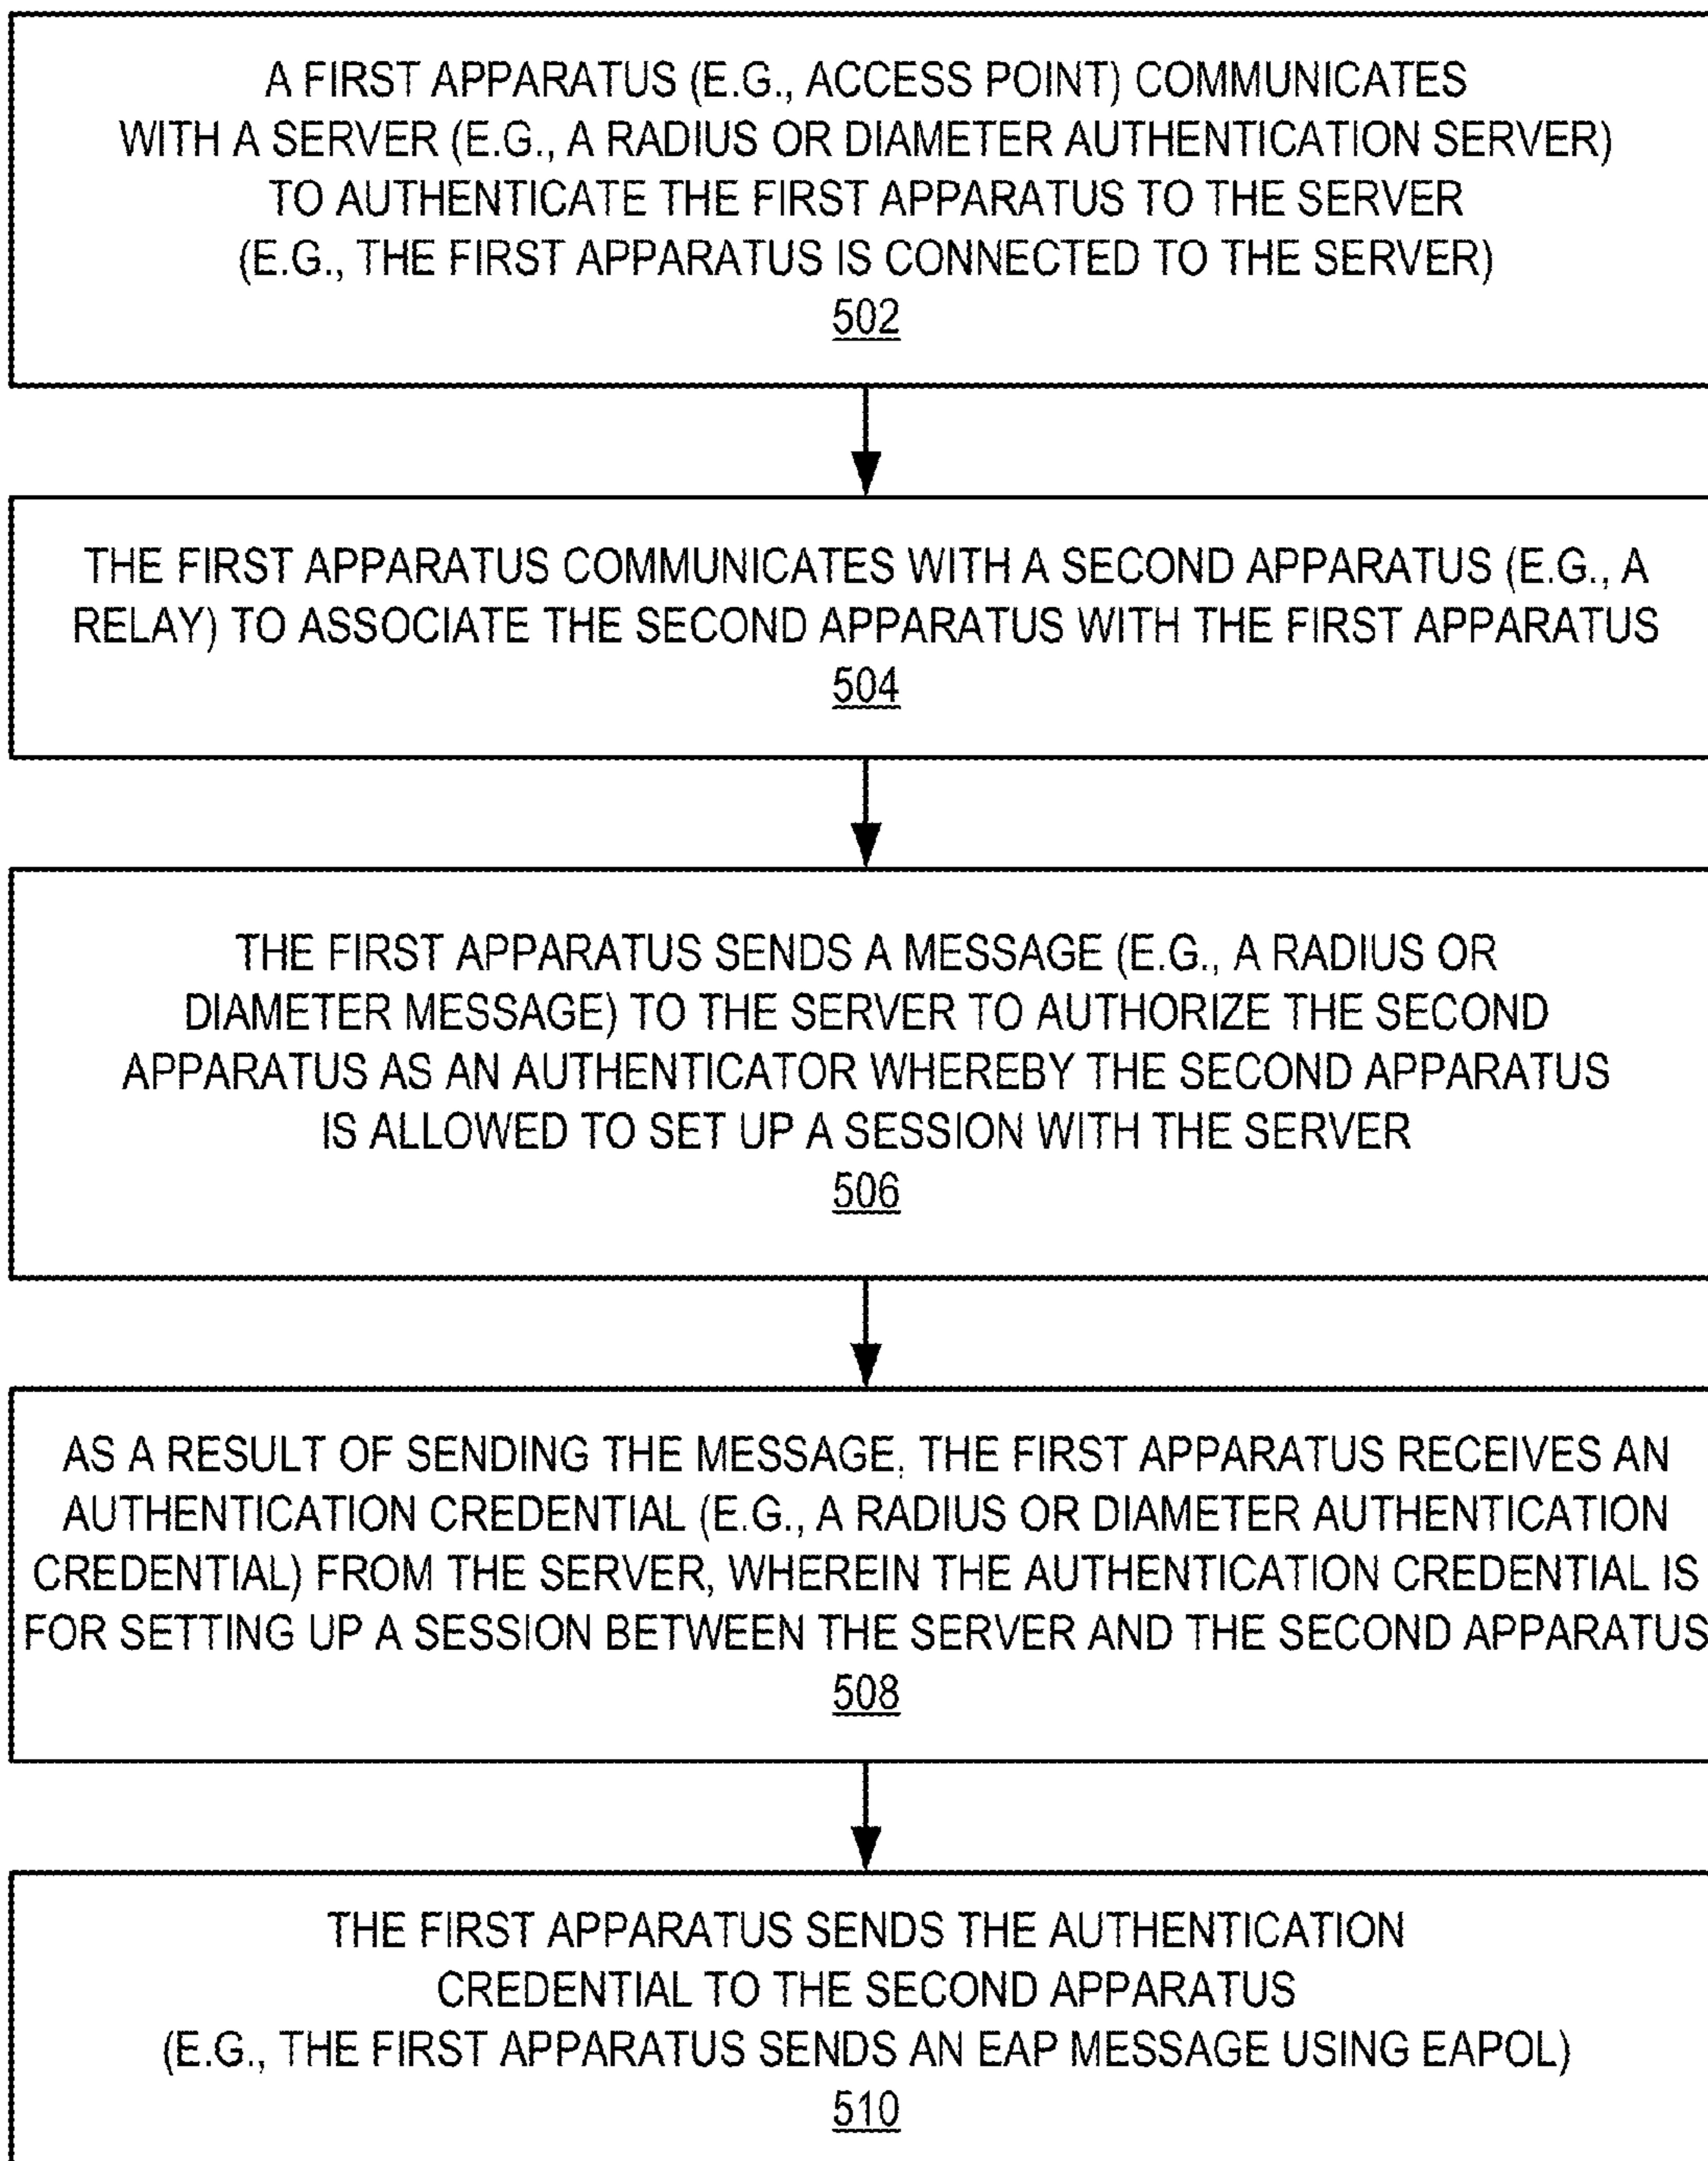 A FIRST APPARATUS (E.G., ACCESS POINT) COMMUNICATES
WITH A SERVER (E.G., A RADIUS OR DIAMETER AUTHENTICATION SERVER)
TO AUTHENTICATE THE FIRST APPARATUS TO THE SERVER
(E.G., THE FIRST APPARATUS IS CONNECTED TO THE SERVER)
502
THE FIRST APPARATUS COMMUNICATES WITH A SECOND APPARATUS (E.G., A
RELAY) TO ASSOCIATE THE SECOND APPARATUS WITH THE FIRST APPARATUS
504
THE FIRST APPARATUS SENDS A MESSAGE (E.G., A RADIUS OR
DIAMETER MESSAGE) TO THE SERVER TO AUTHORIZE THE SECOND
APPARATUS AS AN AUTHENTICATOR WHEREBY THE SECOND APPARATUS
IS ALLOWED TO SET UP A SESSION WITH THE SERVER
506
AS A RESULT OF SENDING THE MESSAGE, THE FIRST APPARATUS RECEIVES AN
AUTHENTICATION CREDENTIAL (E.G., A RADIUS OR DIAMETER AUTHENTICATION
CREDENTIAL) FROM THE SERVER, WHEREIN THE AUTHENTICATION CREDENTIAL IS
FOR SETTING UP A SESSION BETWEEN THE SERVER AND THE SECOND APPARATUS
508
THE FIRST APPARATUS SENDS THE AUTHENTICATION
CREDENTIAL TO THE SECOND APPARATUS
(E.G., THE FIRST APPARATUS SENDS AN EAP MESSAGE USING EAPOL)
510